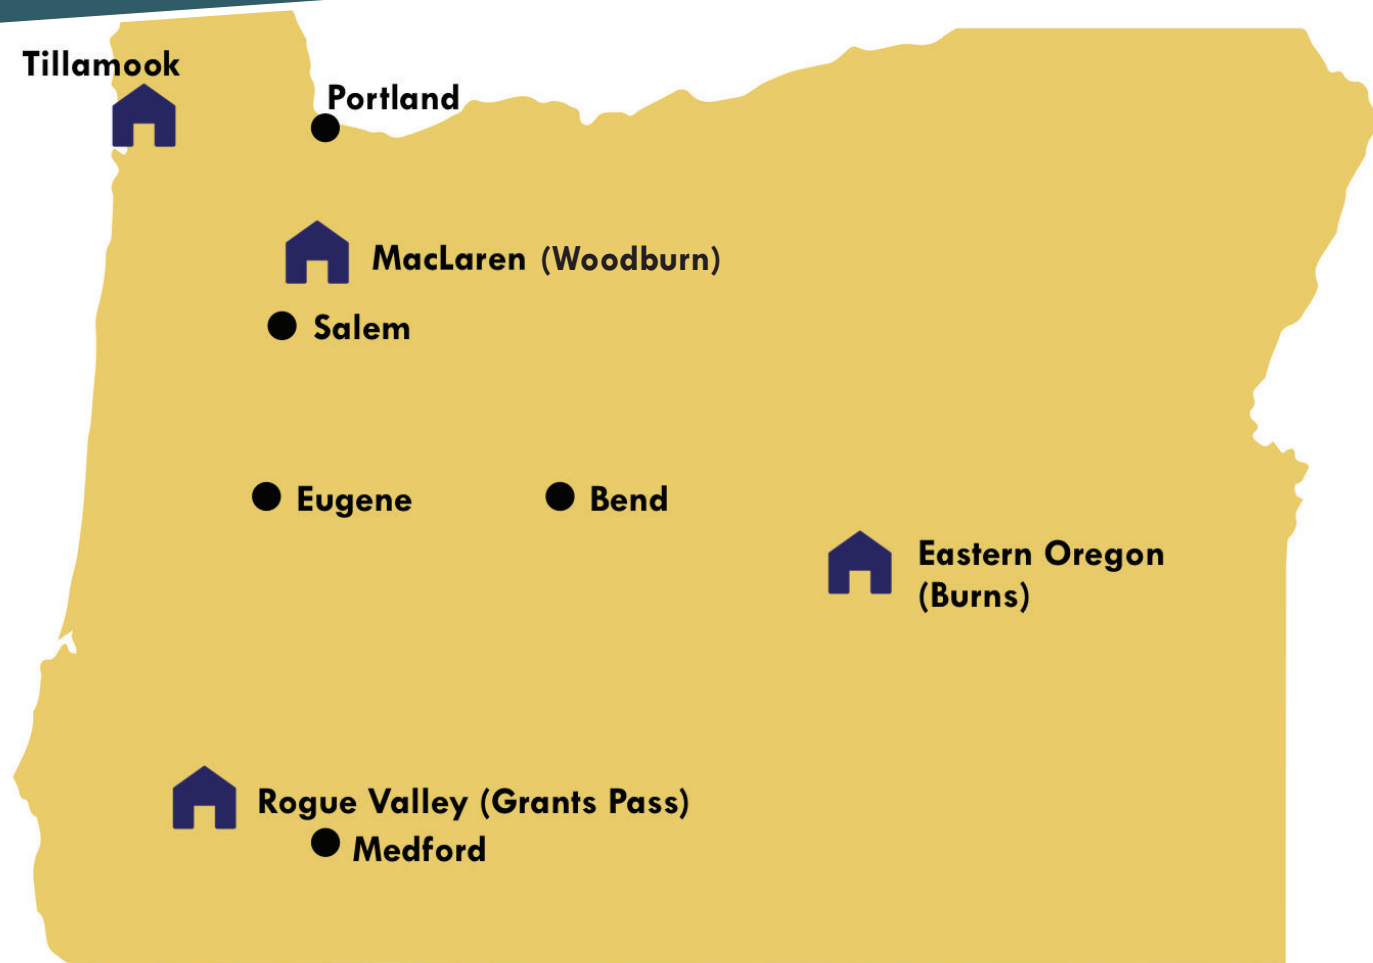 Tillamook
Portland
MacLaren (Woodburn)
Salem
Eugene
Bend
Eastern Oregon
(Burns)
Rogue Valley (Grants Pass)
Medford